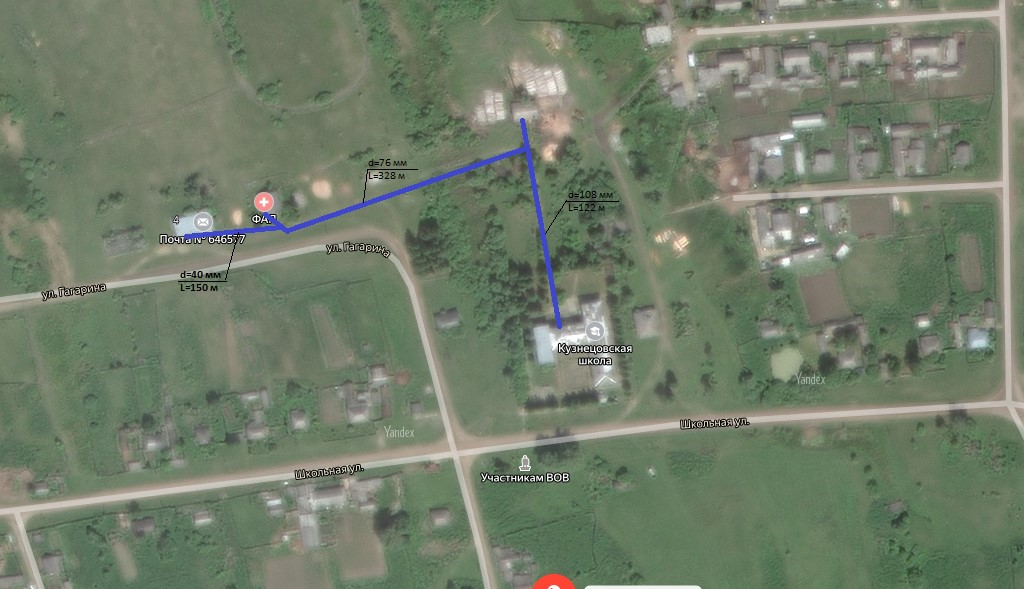 d=76 мм
L=328 м
d=108 мм
L=122 м
4
ФАП
Почта № 646577
ул. Гагарина
d=40 мм
L=150 м
ул. Гагарина
Кузнецовская
школа
Yandex
Yandex
Школьная ул.
Школьная ул.
Участникам ВОВ